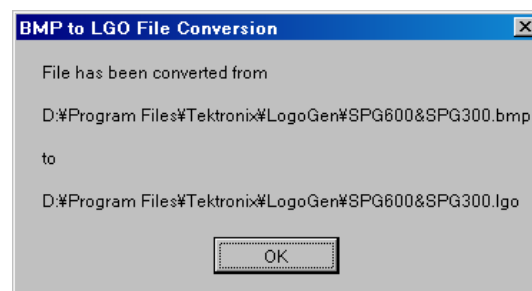 BMP to LGO File Conversion
File has been converted from
D:¥Program Files¥Tektronix¥LogoGen¥SPG600&SPG300.bmp
to
D:¥Program Files¥Tektronix¥LogoGen¥SPG600&SPG300.lgo
OK